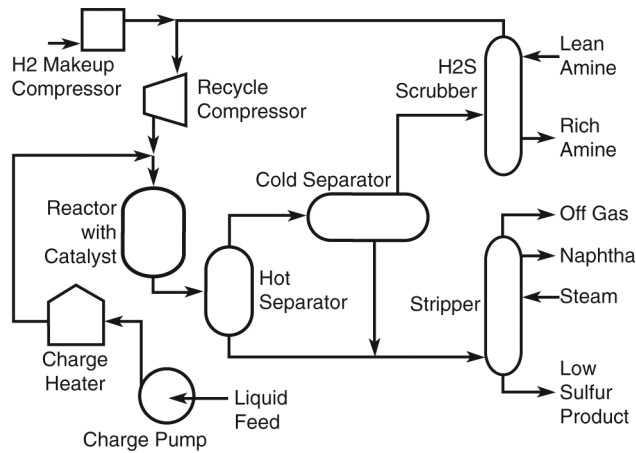 H2 Makeup
Compressor
Recycle
Compressor
H2S
Scrubber
Lean
Amine
Rich
Amine
Cold Separator
Reactor
with
Catalyst
Hot
Separator
Off Gas
Naphtha
Steam
Stripper
Low
Sulfur
Product
Charge
Heater
Liquid
Feed
Charge Pump